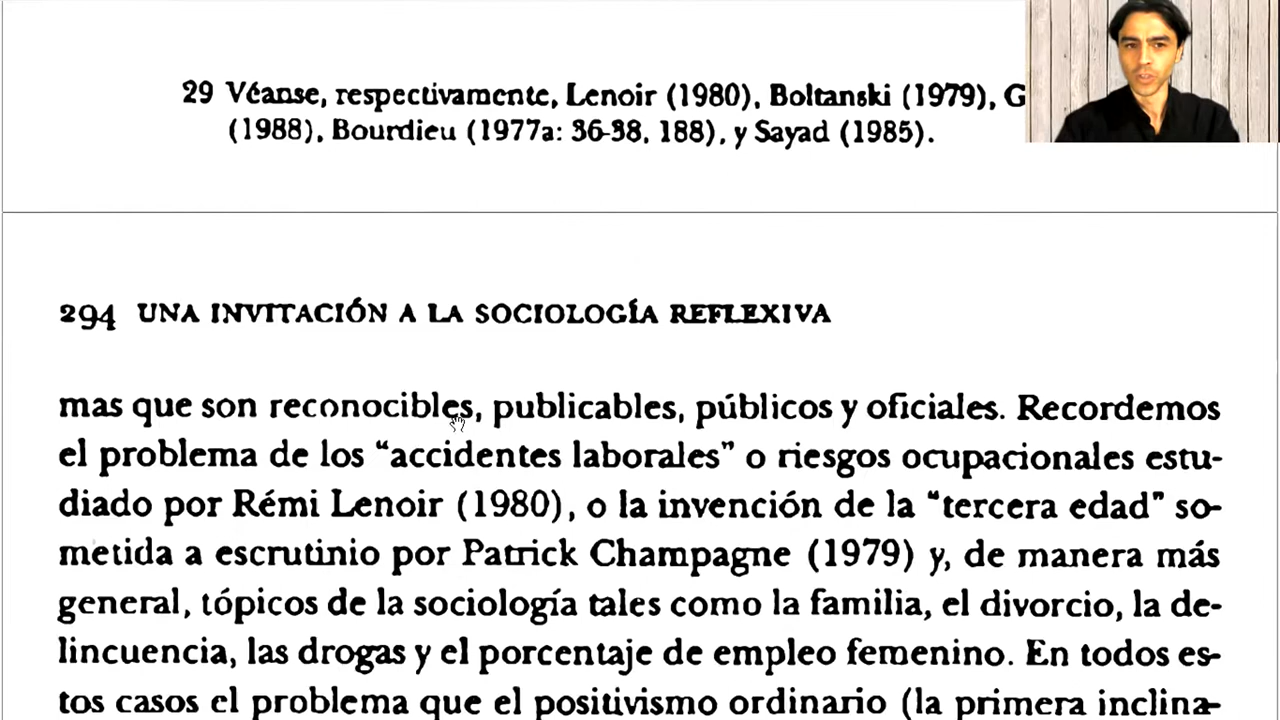 29 Véanse, respectivamente, Lenoir (1980), Boltanski (1979), G
(1988), Bourdieu (1977a: 36-38, 188), y Sayad (1985).
294 UNA INVITACIÓN A LA SOCIOLOGÍA REFLEXIVA
mas que son reconocibles, publicables, públicos y oficiales. Recordemos
el problema de los “accidentes laborales” o riesgos ocupacionales estu-
diado por Rémi Lenoir (1980), o la invención de la “tercera edad” so-
metida a escrutinio por Patrick Champagne (1979) y, de manera más
general, tópicos de la sociología tales como la familia, el divorcio, la de-
lincuencia, las drogas y el porcentaje de empleo femenino. En todos es-
tos casos el problema que el positivismo ordinario (la primera inclina-